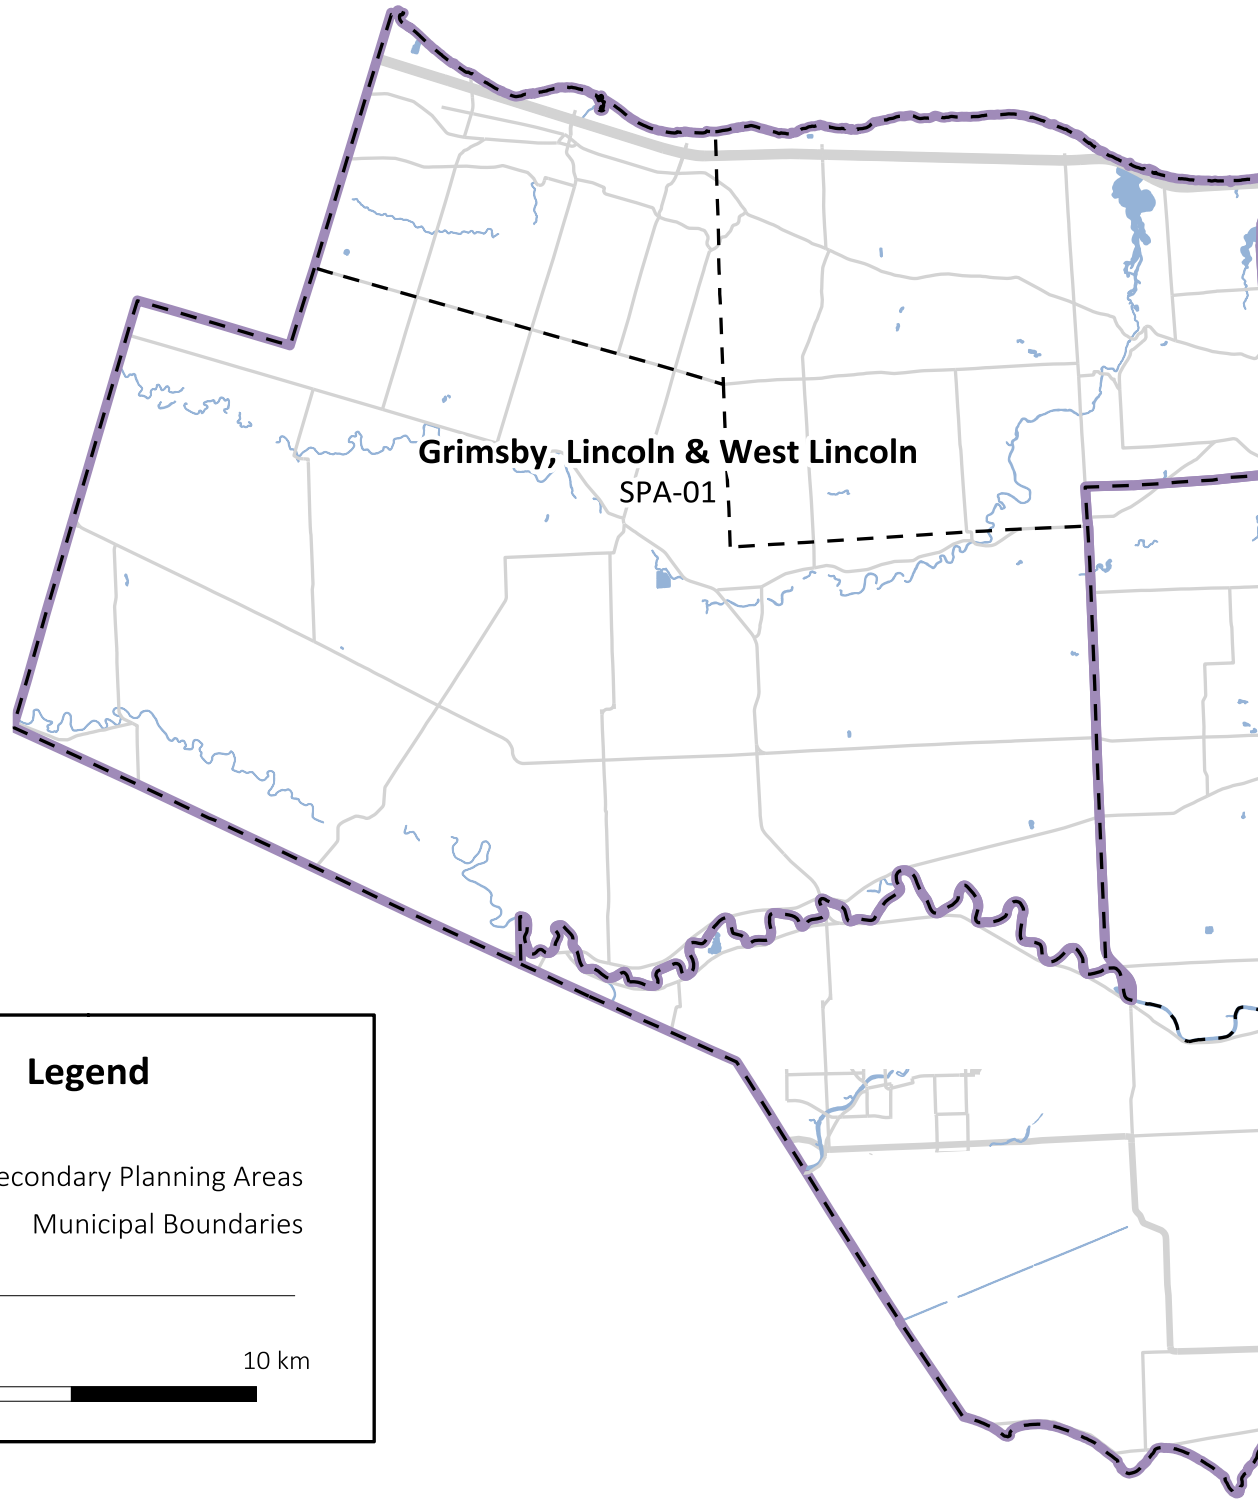 Grimsby, Lincoln & West Lincoln
SPA-01
Legend
econdary Planning Areas
Municipal Boundaries
10 km